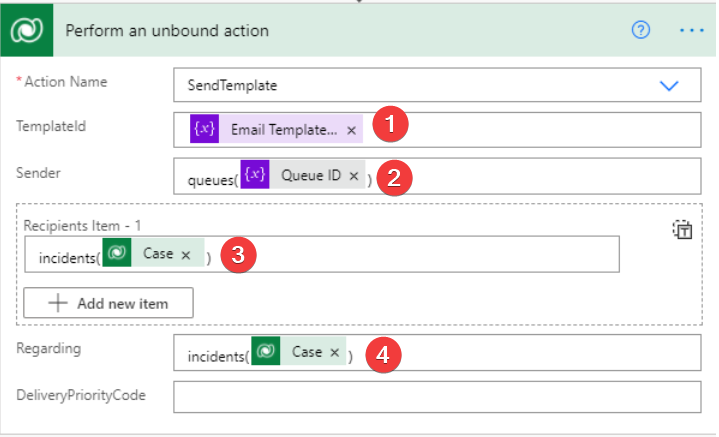 Perform an unbound action
* Action Name
SendTemplate
TemplateId
{x} Email Template... × 1
Sender
queues( {x} Queue ID × ) 2
Recipients Item - 1
incidents( Case × ) 3
Add new item
Regarding
incidents( Case × ) 4
DeliveryPriorityCode